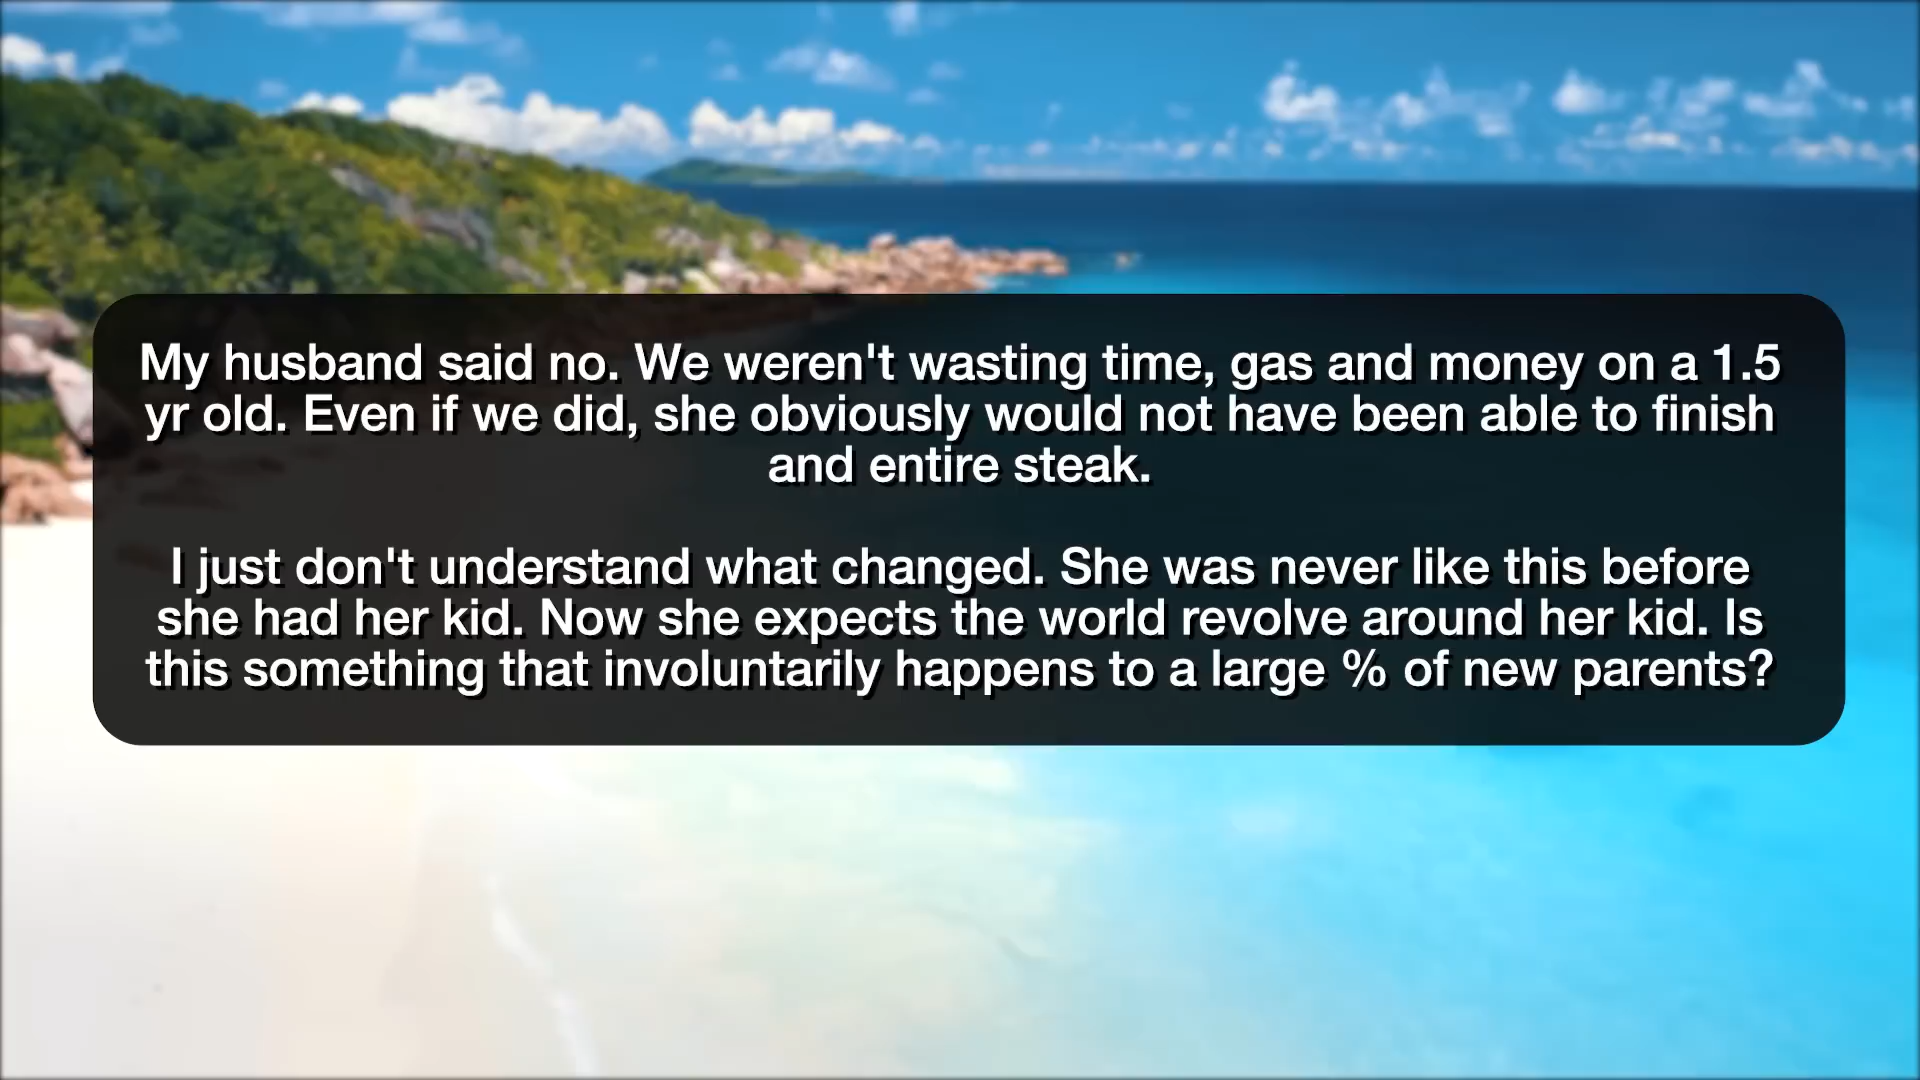 My husband said no. We weren't wasting time, gas and money on a 1.5
yr old. Even if we did, she obviously would not have been able to finish
and entire steak.
I just don't understand what changed. She was never like this before
she had her kid. Now she expects the world revolve around her kid. Is
this something that involuntarily happens to a large % of new parents?